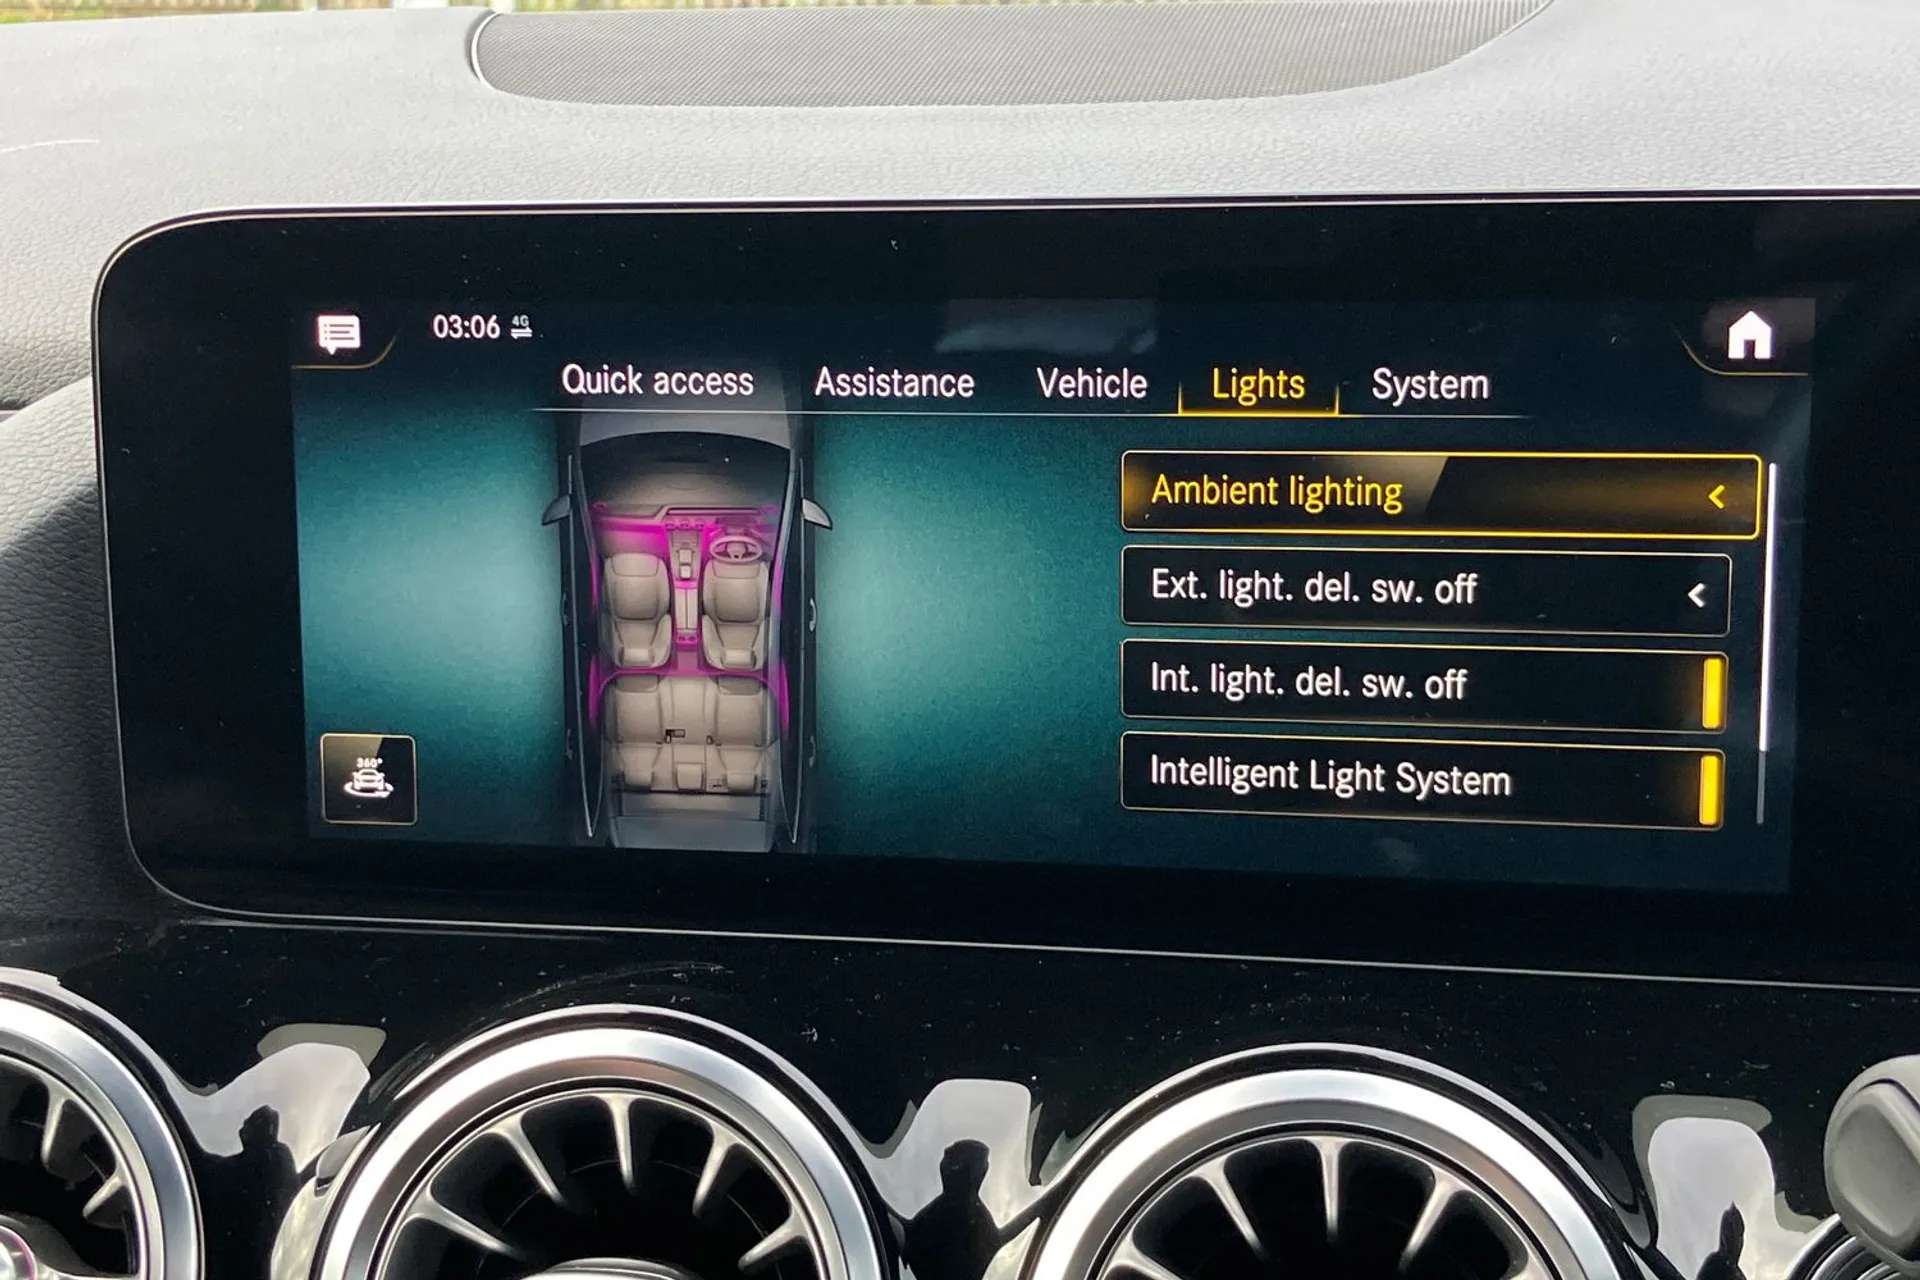 03:06 4G
Quick access Assistance Vehicle Lights System
Ambient lighting
Ext. light. del. sw. off
Int. light. del. sw. off
Intelligent Light System
360°